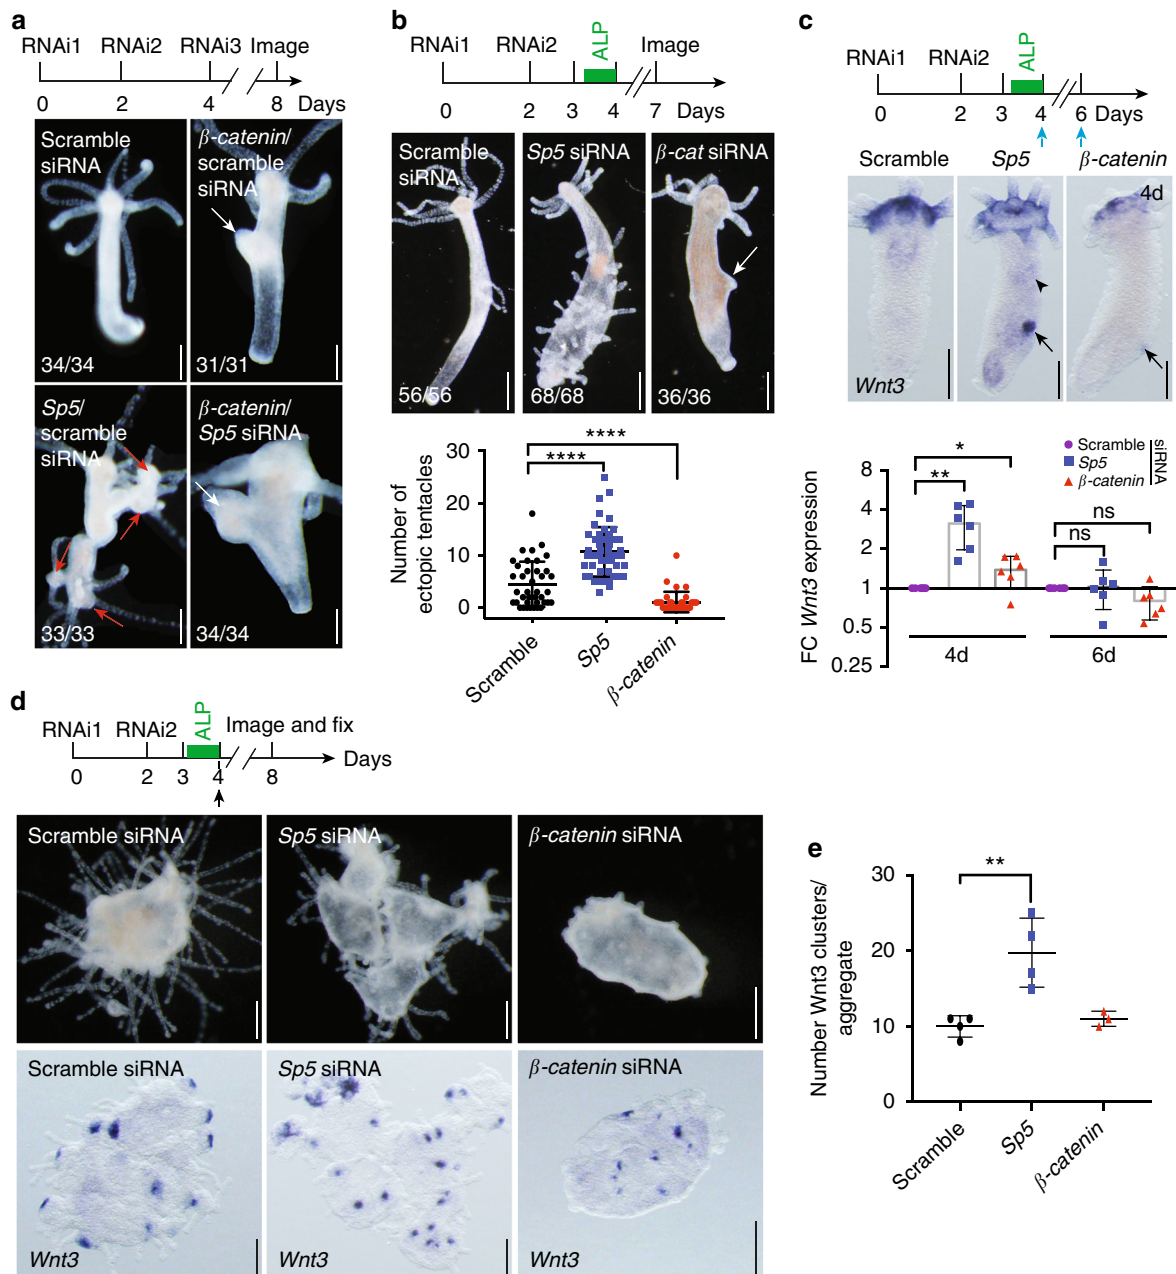 a
RNAi1 RNAi2 RNAi3 Image
0 2 4 8 Days
Scramble
siRNA
34/34
β-catenin/
scramble
siRNA
31/31
Sp5/
scramble
siRNA
33/33
β-catenin/
Sp5 siRNA
34/34
b
RNAi1 RNAi2 ALP Image
0 2 3 4 7 Days
Scramble
siRNA
56/56
Sp5 siRNA
68/68
β-cat siRNA
36/36
Number of
ectopic tentacles
30
20
10
0
****
****
Scramble
Sp5
β-catenin
c
RNAi1 RNAi2 ALP
0 2 3 4 6 Days
Scramble Sp5 β-catenin
4d
Wnt3
Scramble
Sp5
β-catenin
siRNA
FC Wnt3 expression
8
4
2
1
0.5
0.25
*
**
ns
ns
4d 6d
d
RNAi1 RNAi2 ALP Image and fix
0 2 3 4 8 Days
Scramble siRNA
Sp5 siRNA
β-catenin siRNA
Scramble siRNA
Wnt3
Sp5 siRNA
Wnt3
β-catenin siRNA
Wnt3
e
Number Wnt3 clusters/
aggregate
30
20
10
0
**
Scramble
Sp5
β-catenin